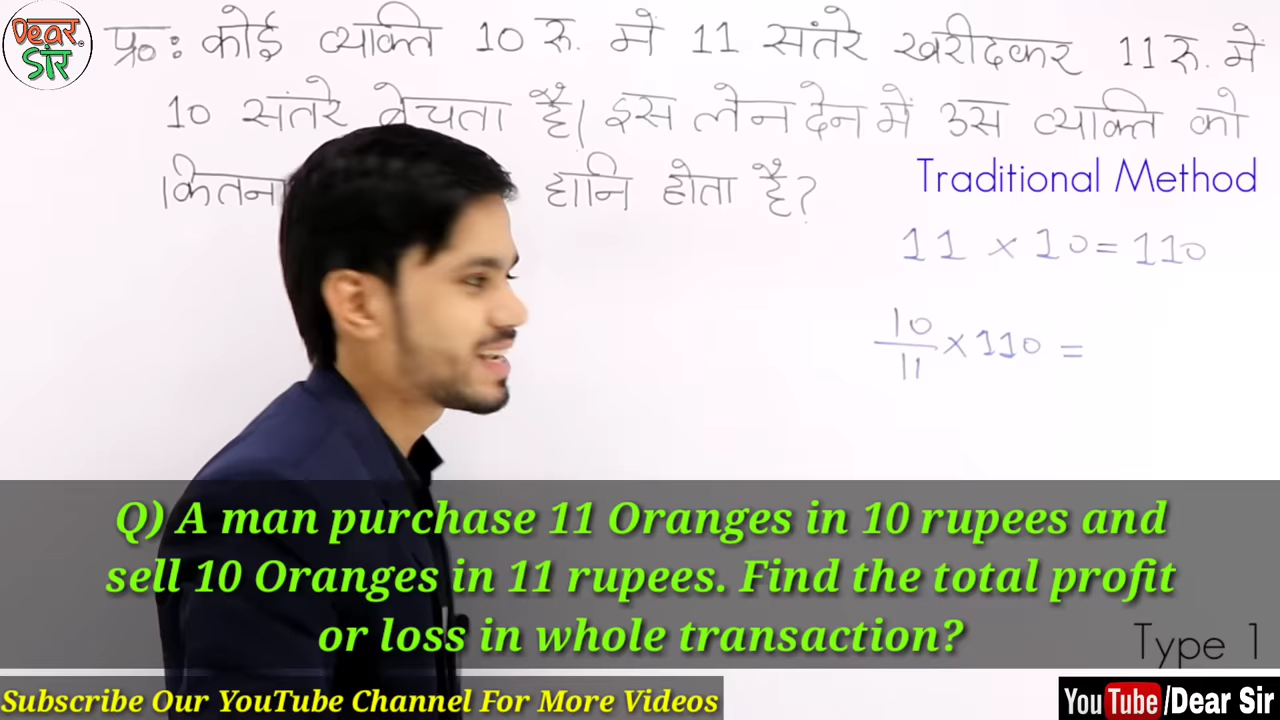 Dear.
Sir
प्र०: कोई व्यक्ति 10 रु. मे 11 संतरे खरीदकर 11 रु. मे
10 संतरे बेचता है। इस लेन देन मे उस व्यक्ति को
कितना हानि होता है?
Traditional Method
11 × 10 = 110
10/11 × 110 =
Q) A man purchase 11 Oranges in 10 rupees and
sell 10 Oranges in 11 rupees. Find the total profit
or loss in whole transaction?
Type 1
Subscribe Our YouTube Channel For More Videos
YouTube/Dear Sir